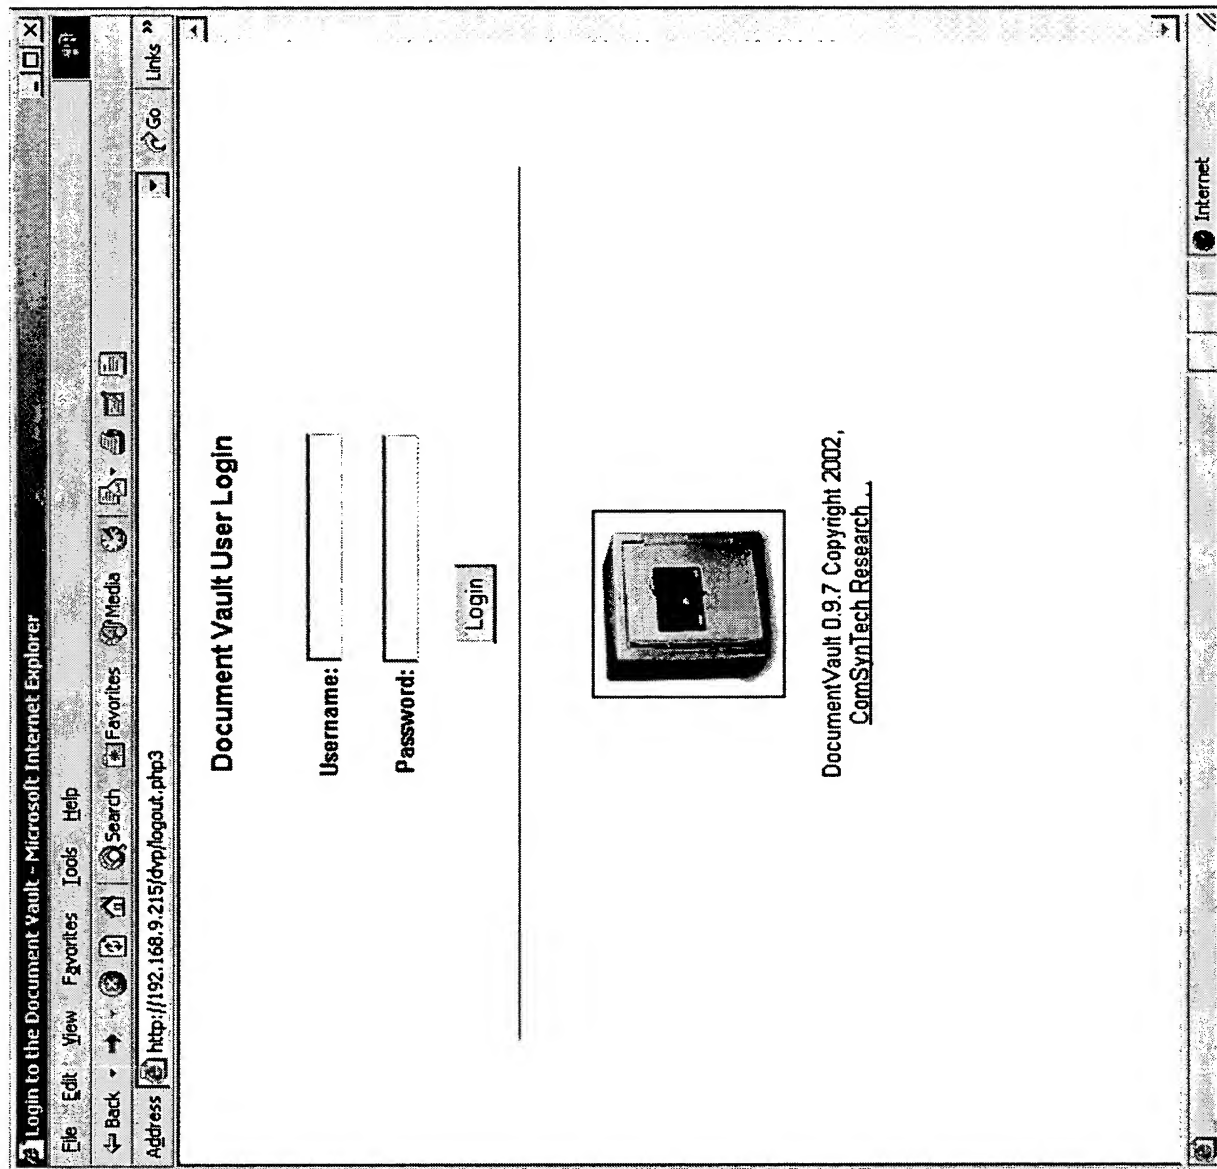 Login to the Document Vault - Microsoft Internet Explorer
File Edit View Favorites Tools Help
Back Search Favorites Media
Address http://192.168.9.215/dvp/logout.php3 Go Links »
Document Vault User Login
Username:
Password:
Login
DocumentVault 0.9.7 Copyright 2002,
ComSynTech Research . .
Internet